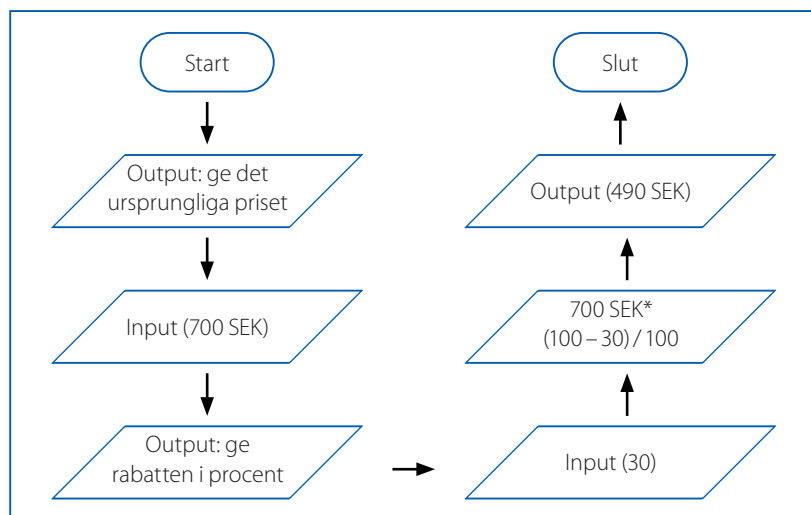 Start
Output: ge det
ursprungliga priset
Input (700 SEK)
Output: ge
rabatten i procent
Input (30)
700 SEK*
(100 – 30) / 100
Output (490 SEK)
Slut